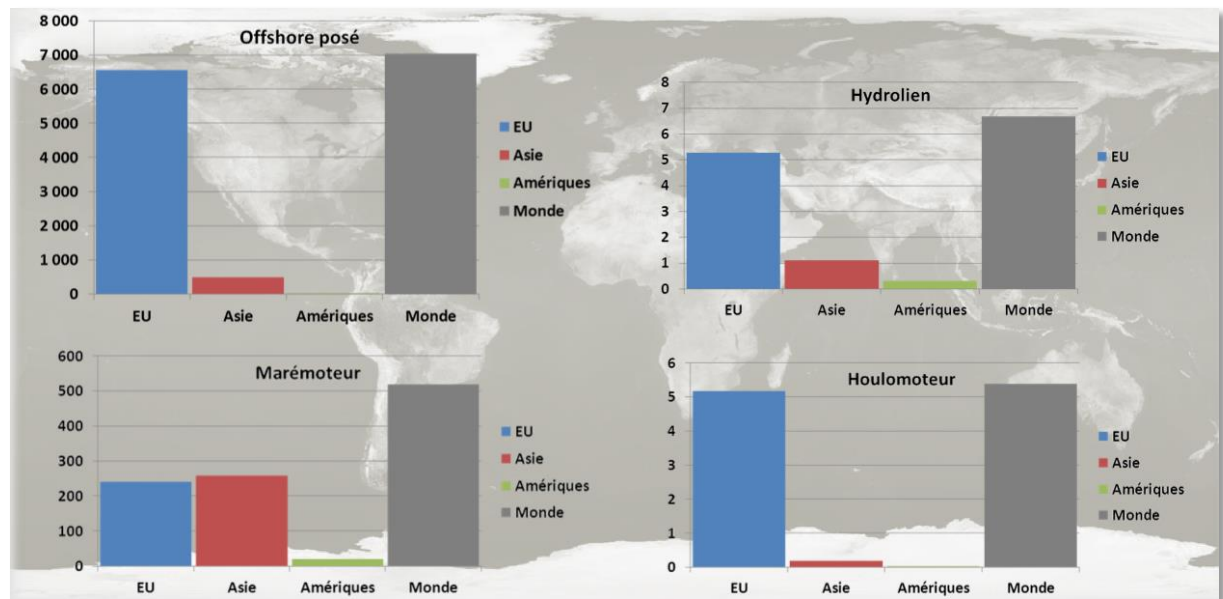 Offshore posé
8 000
7 000
6 000
5 000
4 000
3 000
2 000
1 000
0
EU Asie Amériques Monde
EU
Asie
Amériques
Monde
Hydrolien
8
7
6
5
4
3
2
1
0
EU Asie Amériques Monde
EU
Asie
Amériques
Monde
Marémoteur
600
500
400
300
200
100
0
EU Asie Amériques Monde
EU
Asie
Amériques
Monde
Houlomoteur
6
5
4
3
2
1
0
EU Asie Amériques Monde
EU
Asie
Amériques
Monde